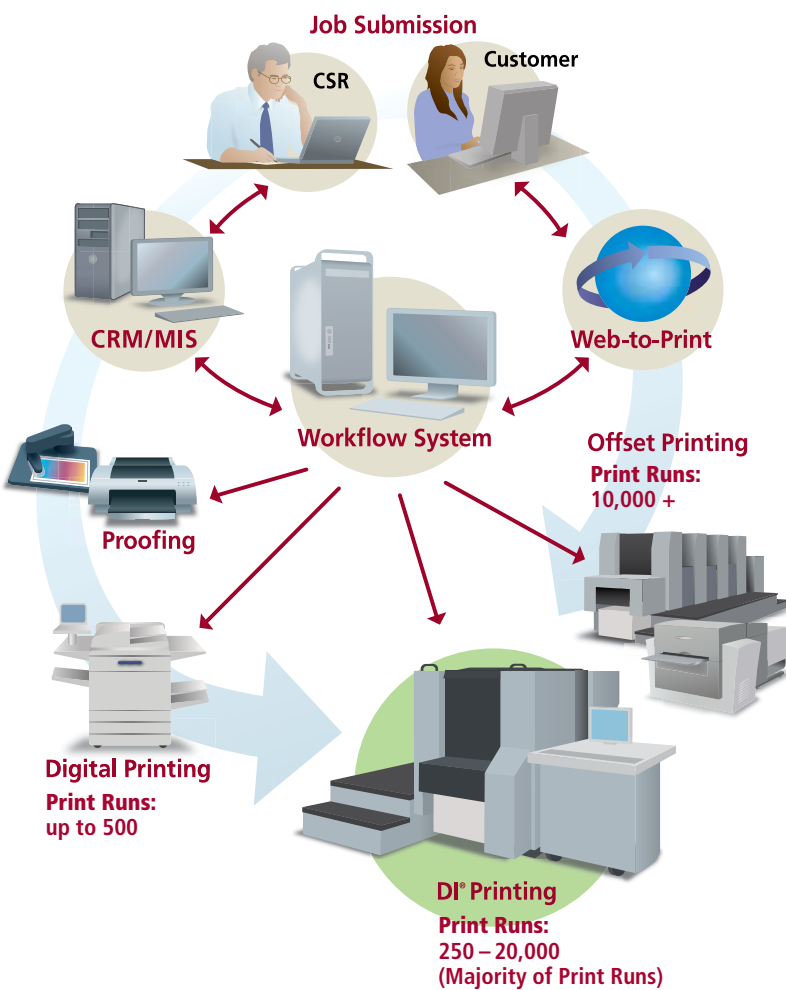 Job Submission
CSR
Customer
CRM/MIS
Web-to-Print
Workflow System
Offset Printing
Print Runs:
10,000 +
Proofing
Digital Printing
Print Runs:
up to 500
DI® Printing
Print Runs:
250 – 20,000
(Majority of Print Runs)